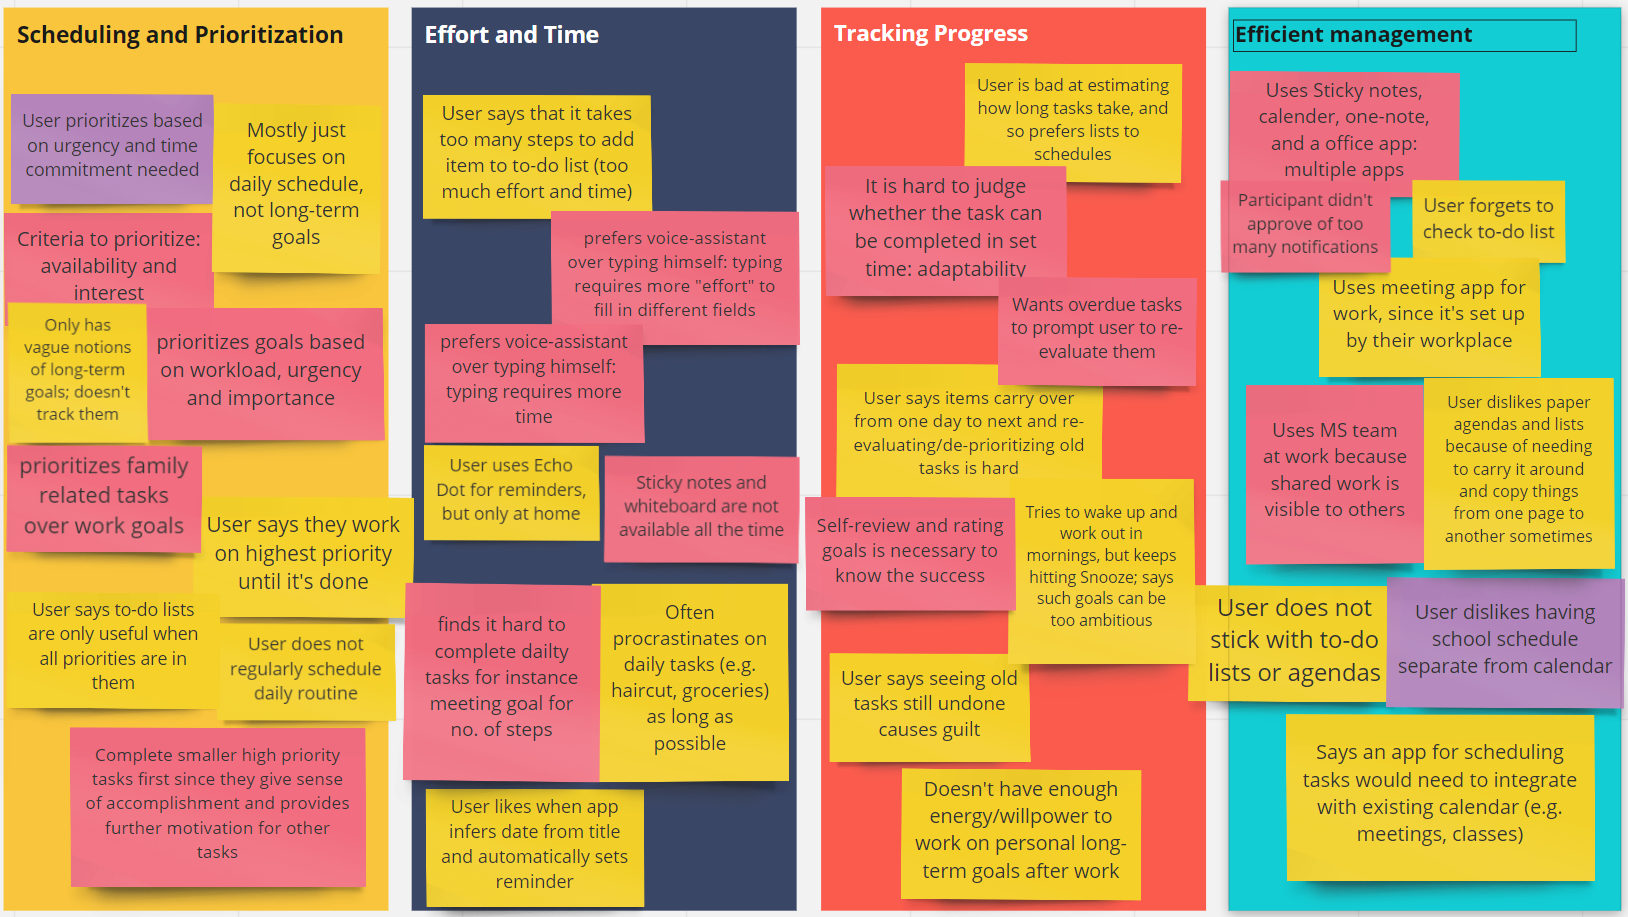 Scheduling and Prioritization
User prioritizes based
on urgency and time
commitment needed
Mostly just
focuses on
daily schedule,
not long-term
goals
Criteria to prioritize:
availability and
interest
Only has
vague notions
of long-term
goals; doesn't
track them
prioritizes goals based
on workload, urgency
and importance
prioritizes family
related tasks
over work goals
User says they work
on highest priority
until it's done
User says to-do lists
are only useful when
all priorities are in
them
User does not
regularly schedule
daily routine
Complete smaller high priority
tasks first since they give sense
of accomplishment and provides
further motivation for other
tasks
Effort and Time
User says that it takes
too many steps to add
item to to-do list (too
much effort and time)
prefers voice-assistant
over typing himself: typing
requires more "effort" to
fill in different fields
prefers voice-assistant
over typing himself:
typing requires more
time
User uses Echo
Dot for reminders,
but only at home
Sticky notes and
whiteboard are not
available all the time
finds it hard to
complete dailty
tasks for instance
meeting goal for
no. of steps
Often
procrastinates on
daily tasks (e.g.
haircut, groceries)
as long as
possible
User likes when app
infers date from title
and automatically sets
reminder
Tracking Progress
User is bad at estimating
how long tasks take, and
so prefers lists to
schedules
It is hard to judge
whether the task can
be completed in set
time: adaptability
Wants overdue tasks
to prompt user to re-
evaluate them
User says items carry over
from one day to next and re-
evaluating/de-prioritizing old
tasks is hard
Self-review and rating
goals is necessary to
know the success
Tries to wake up and
work out in
mornings, but keeps
hitting Snooze; says
such goals can be
too ambitious
User says seeing old
tasks still undone
causes guilt
Doesn't have enough
energy/willpower to
work on personal long-
term goals after work
Efficient management
Uses Sticky notes,
calender, one-note,
and a office app:
multiple apps
Participant didn't
approve of too
many notifications
User forgets to
check to-do list
Uses meeting app for
work, since it's set up
by their workplace
Uses MS team
at work because
shared work is
visible to others
User dislikes paper
agendas and lists
because of needing
to carry it around
and copy things
from one page to
another sometimes
User does not
stick with to-do
lists or agendas
User dislikes having
school schedule
separate from calendar
Says an app for scheduling
tasks would need to integrate
with existing calendar (e.g.
meetings, classes)